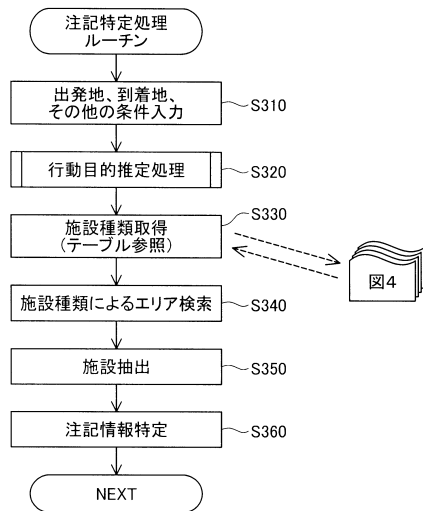 注記特定処理
ルーチン
出発地、到着地、
その他の条件入力
S310
行動目的推定処理
S320
施設種類取得
(テーブル参照)
S330
図4
施設種類によるエリア検索
S340
施設抽出
S350
注記情報特定
S360
NEXT